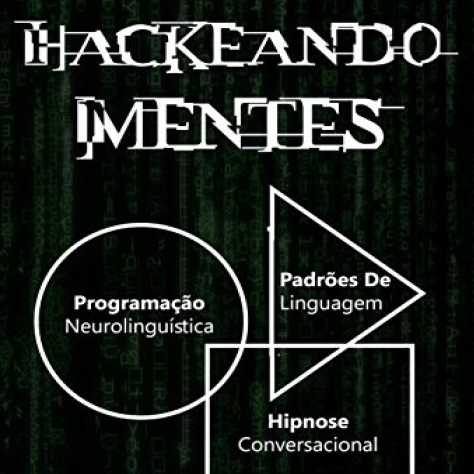 HACKEANDO
MENTES
Programação
Neurolinguística
Padrões De
Linguagem
Hipnose
Conversacional